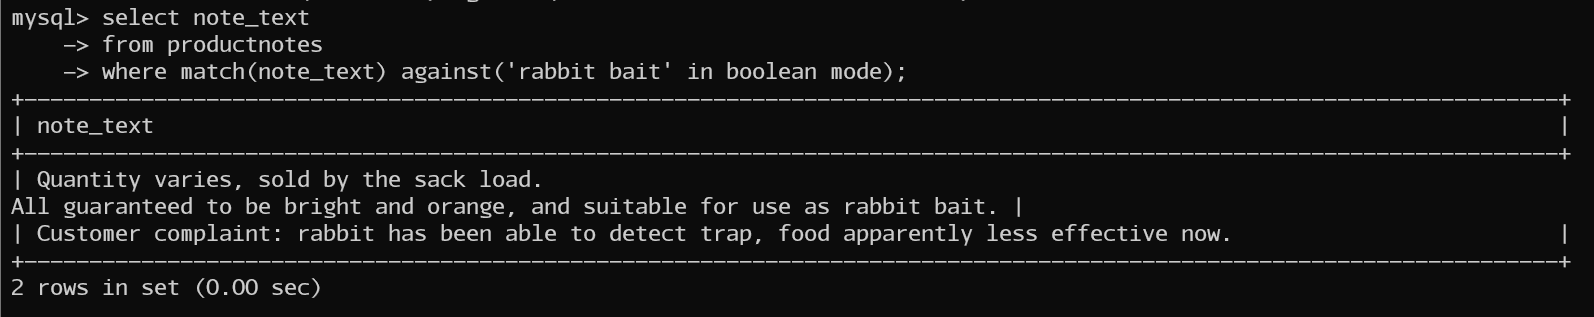 mysql> select note_text
    -> from productnotes
    -> where match(note_text) against('rabbit bait' in boolean mode);
+----------------------------------------------------------------------------------------------------------------------+
| note_text                                                                                                            |
+----------------------------------------------------------------------------------------------------------------------+
| Quantity varies, sold by the sack load.
All guaranteed to be bright and orange, and suitable for use as rabbit bait. |
| Customer complaint: rabbit has been able to detect trap, food apparently less effective now.                         |
+----------------------------------------------------------------------------------------------------------------------+
2 rows in set (0.00 sec)